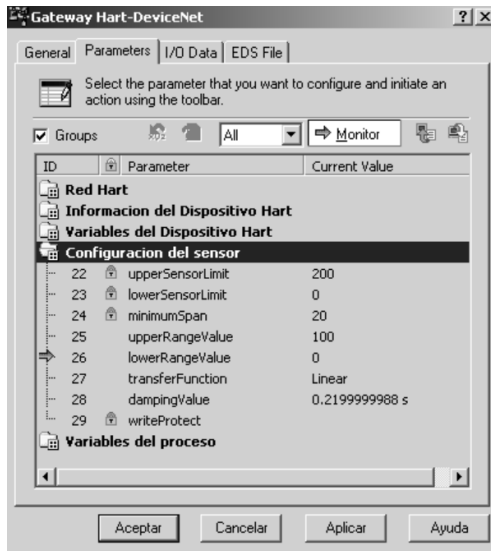 Gateway Hart-DeviceNet
General Parameters I/O Data EDS File
Select the parameter that you want to configure and initiate an
action using the toolbar.
Groups All Monitor
ID Parameter Current Value
Red Hart
Informacion del Dispositivo Hart
Variables del Dispositivo Hart
Configuracion del sensor
22 upperSensorLimit 200
23 lowerSensorLimit 0
24 minimumSpan 20
25 upperRangeValue 100
26 lowerRangeValue 0
27 transferFunction Linear
28 dampingValue 0.2199999988 s
29 writeProtect
Variables del proceso
Aceptar Cancelar Aplicar Ayuda